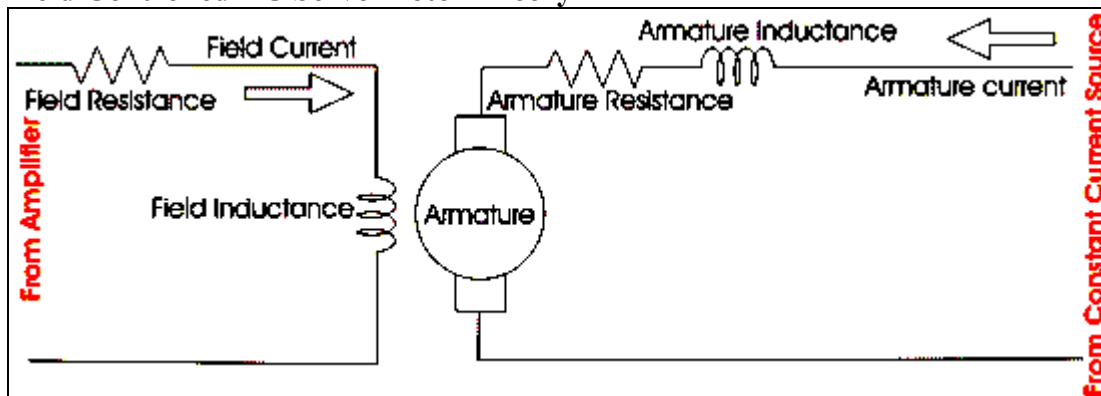 Field Current
Field Resistance
From Amplifier
Field Inductance
Armature Inductance
Armature Resistance
Armature current
Armature
From Constant Current Source